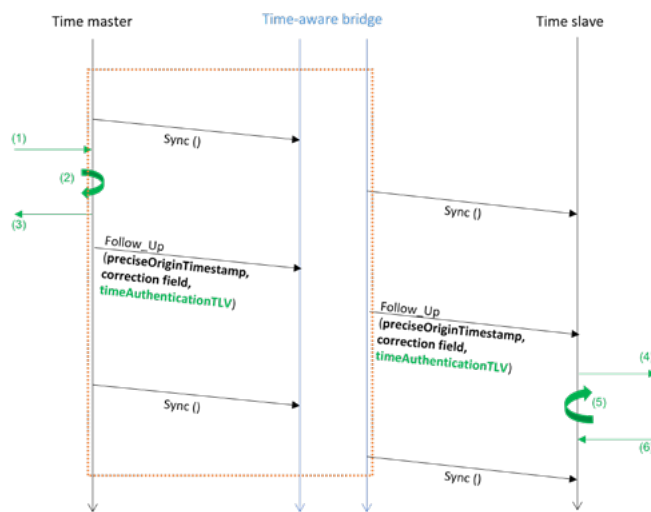 Time master
Time-aware bridge
Time slave
Sync ()
(1)
(2)
(3)
Sync ()
Follow_Up
(preciseOriginTimestamp,
correction field,
timeAuthenticationTLV)
Follow_Up
(preciseOriginTimestamp,
correction field,
timeAuthenticationTLV)
(4)
Sync ()
(5)
(6)
Sync ()